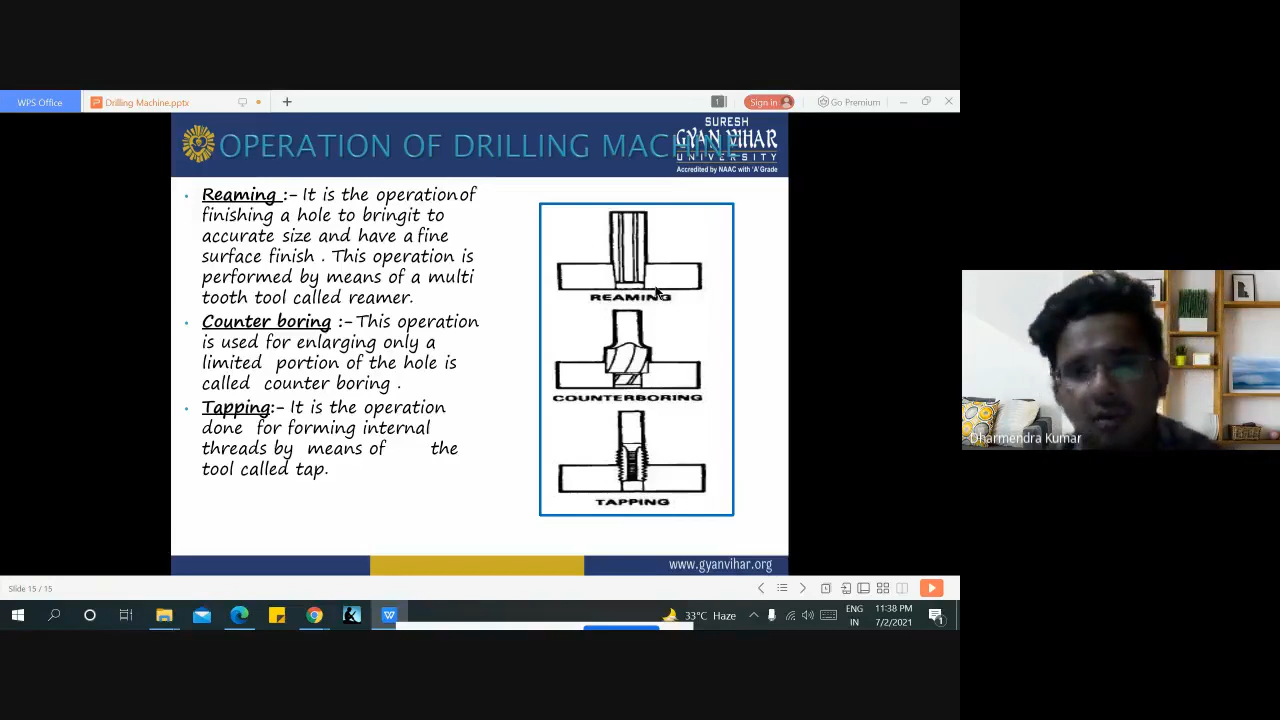 WPS Office
Drilling Machine.pptx
1
Sign in
Go Premium
OPERATION OF DRILLING MACHINE
SURESH
GYAN VIHAR
UNIVERSITY
Accredited by NAAC with 'A' Grade
Reaming :- It is the operation of
finishing a hole to bringit to
accurate size and have a fine
surface finish . This operation is
performed by means of a multi
tooth tool called reamer.
Counter boring :- This operation
is used for enlarging only a
limited portion of the hole is
called counter boring .
Tapping:- It is the operation
done for forming internal
threads by means of the
tool called tap.
REAMING
COUNTERBORING
TAPPING
www.gyanvihar.org
Dharmendra Kumar
Slide 15 / 15
33°C Haze
ENG
IN
11:38 PM
7/2/2021
1